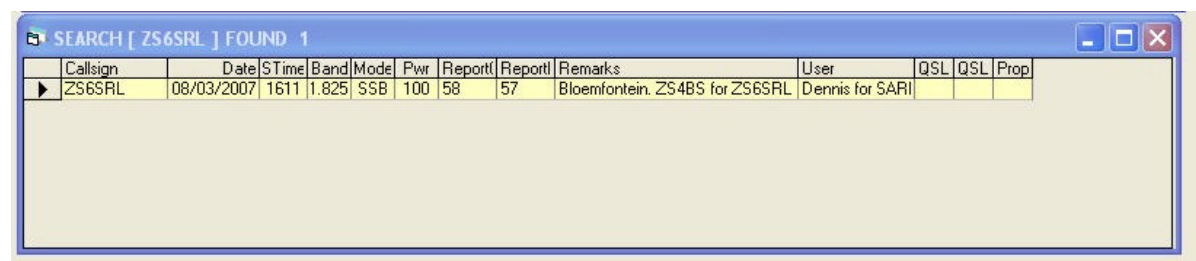 SEARCH [ ZS6SRL ] FOUND 1
Callsign Date STime Band Mode Pwr Report( Report( Remarks User QSL QSL Prop
ZS6SRL 08/03/2007 1611 1.825 SSB 100 58 57 Bloemfontein. ZS4BS for ZS6SRL Dennis for SARI